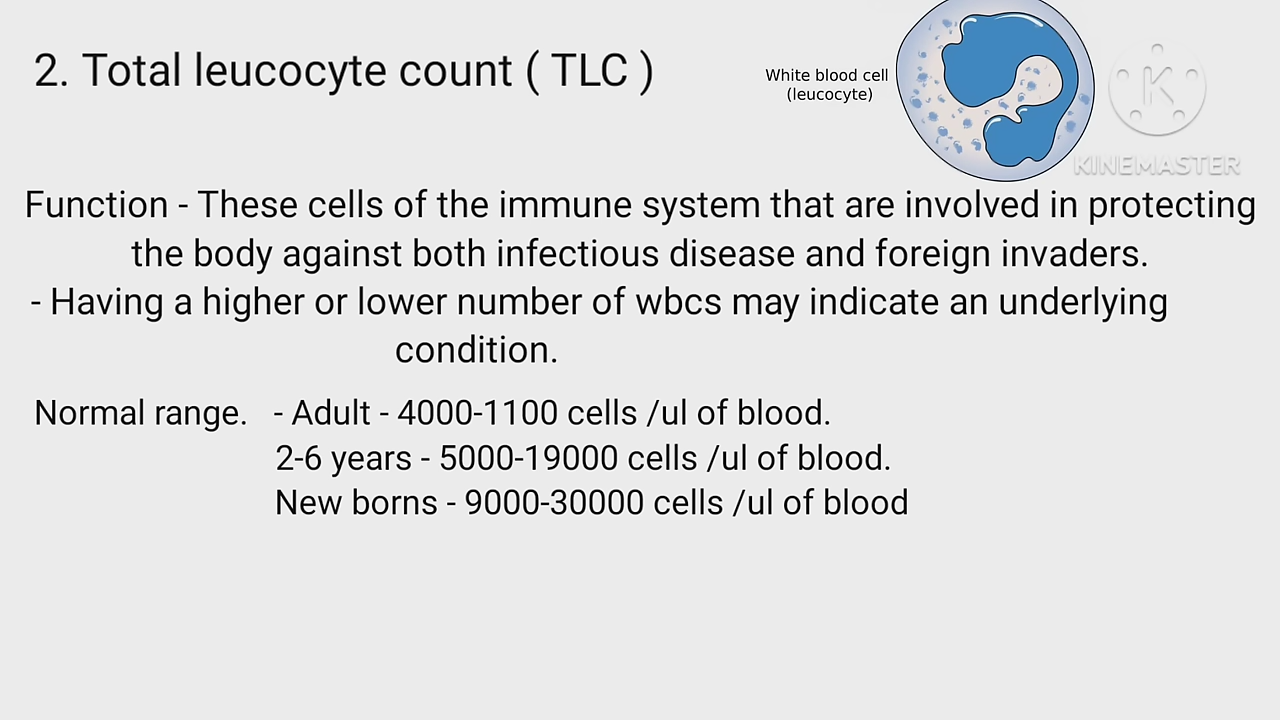 2. Total leucocyte count ( TLC )
White blood cell
(leucocyte)
K
KINEMASTER
Function - These cells of the immune system that are involved in protecting
the body against both infectious disease and foreign invaders.
- Having a higher or lower number of wbcs may indicate an underlying
condition.
Normal range. - Adult - 4000-1100 cells /ul of blood.
2-6 years - 5000-19000 cells /ul of blood.
New borns - 9000-30000 cells /ul of blood